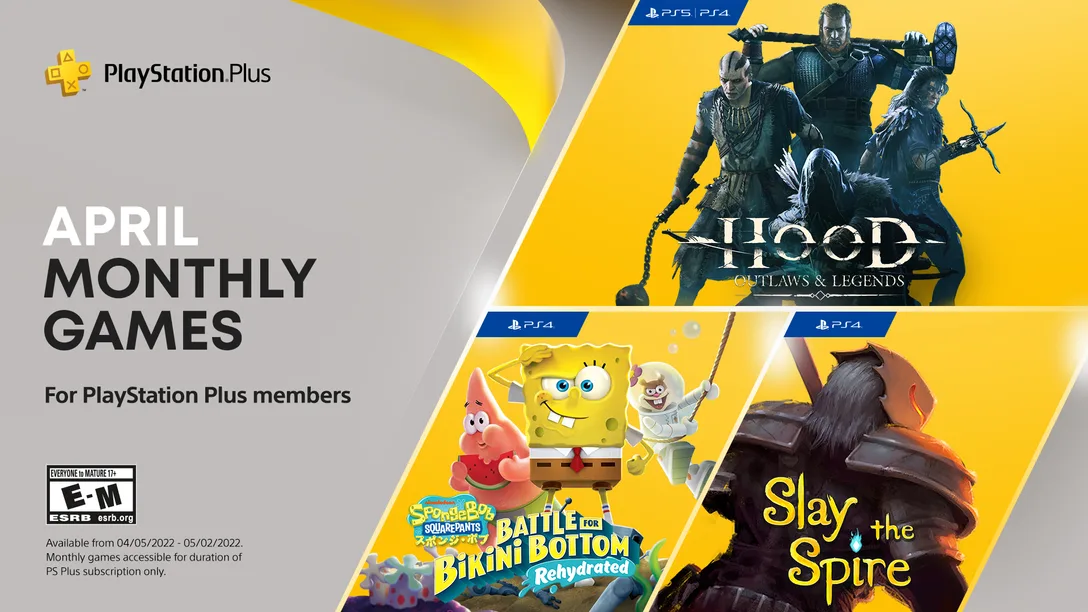 PlayStation.Plus
APRIL
MONTHLY
GAMES
For PlayStation Plus members
EVERYONE to MATURE 17+
E-M
ESRB esrb.org
Available from 04/05/2022 - 05/02/2022.
Monthly games accessible for duration of
PS Plus subscription only.
PS5 | PS4
HOOD
OUTLAWS & LEGENDS
PS4
nickelodeon
SpongeBob
SQUAREPANTS
スポンジ・ボブ
BATTLE FOR
BIKINI BOTTOM
Rehydrated
PS4
Slay
the
Spire